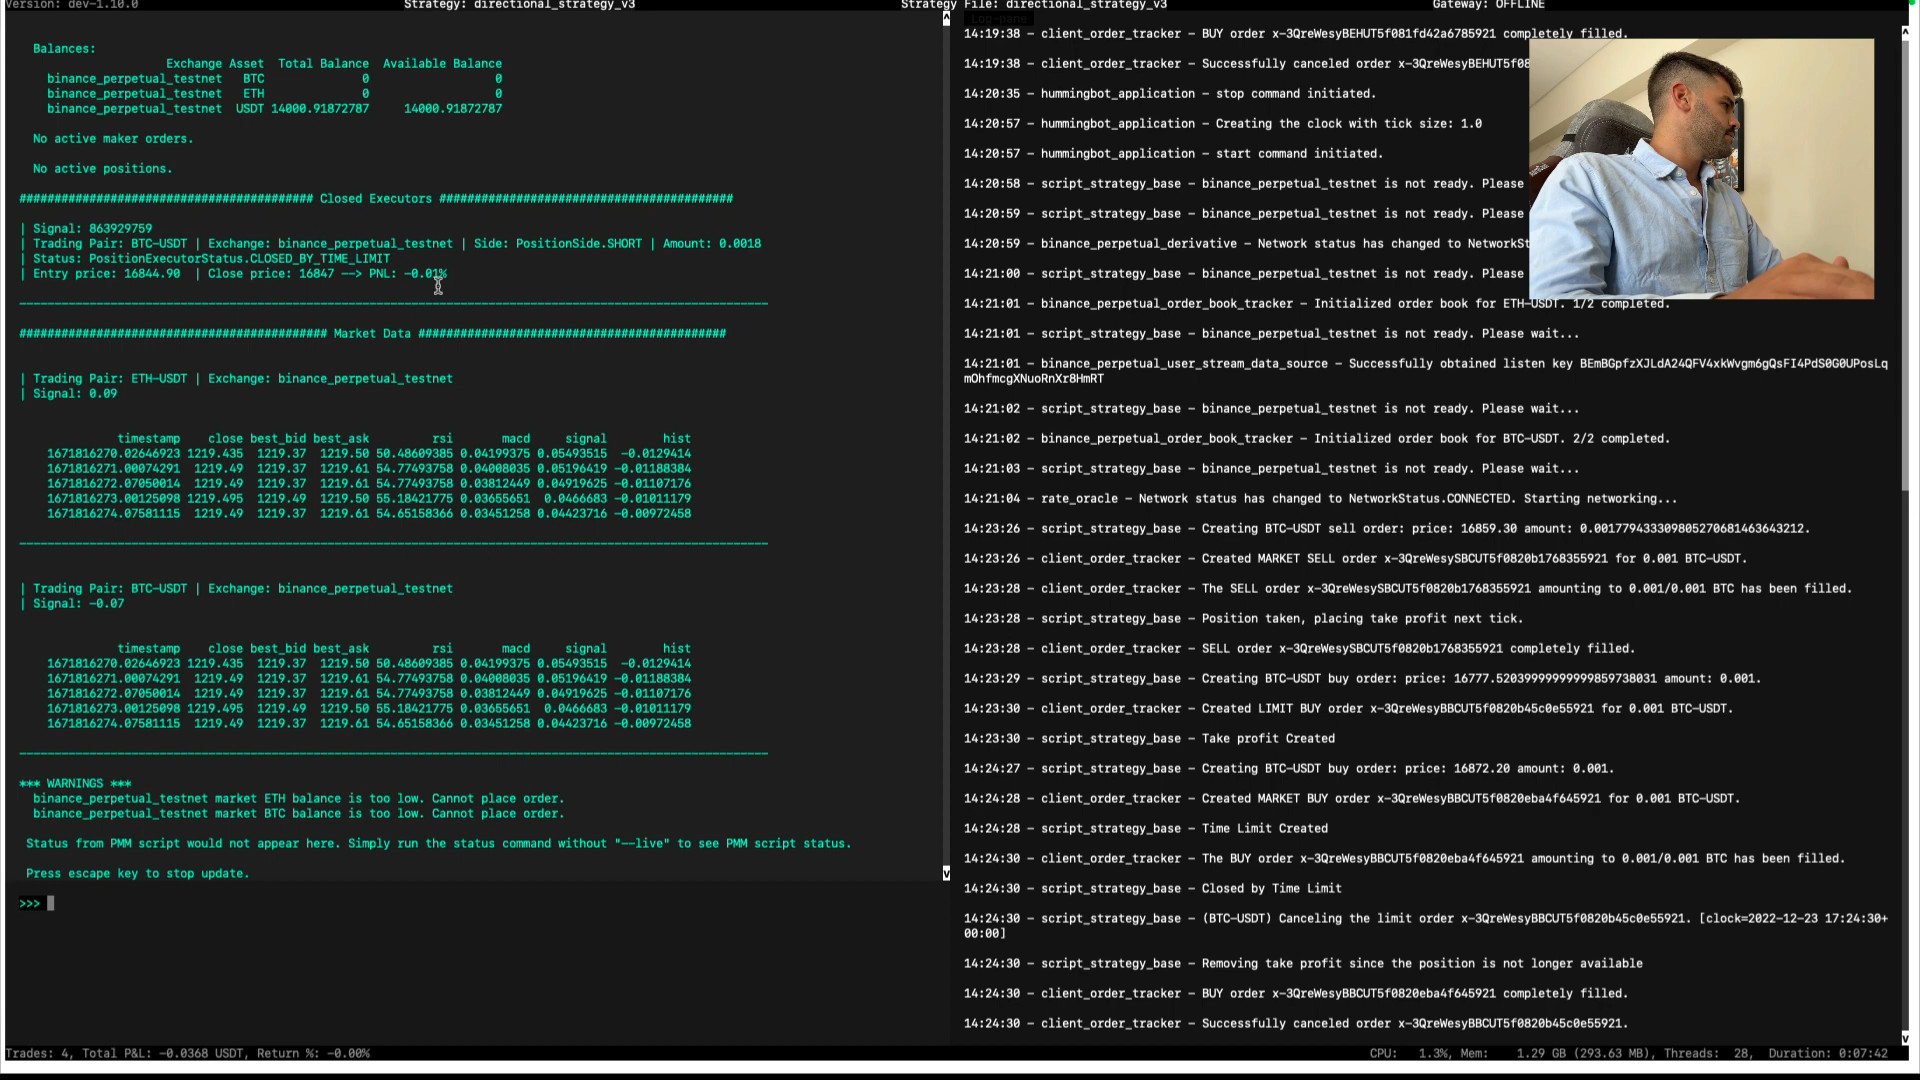 Version: dev-1.10.0
Strategy: directional_strategy_v3
Strategy File: directional_strategy_v3
Gateway: OFFLINE
Balances:
Exchange Asset Total Balance Available Balance
binance_perpetual_testnet BTC 0 0
binance_perpetual_testnet ETH 0 0
binance_perpetual_testnet USDT 14000.91872787 14000.91872787
No active maker orders.
No active positions.
########################################## Closed Executors ##########################################
| Signal: 863929759
| Trading Pair: BTC-USDT | Exchange: binance_perpetual_testnet | Side: PositionSide.SHORT | Amount: 0.0018
| Status: PositionExecutorStatus.CLOSED_BY_TIME_LIMIT
| Entry price: 16844.90 | Close price: 16847 --> PNL: -0.01%
############################################ Market Data ############################################
| Trading Pair: ETH-USDT | Exchange: binance_perpetual_testnet
| Signal: 0.09
timestamp close best_bid best_ask rsi macd signal hist
1671816270.02646923 1219.435 1219.37 1219.50 50.48609385 0.04199375 0.05493515 -0.0129414
1671816271.00074291 1219.49 1219.37 1219.61 54.77493758 0.04008035 0.05196419 -0.01188384
1671816272.07050014 1219.49 1219.37 1219.61 54.77493758 0.03812449 0.04919625 -0.01107176
1671816273.00125098 1219.495 1219.49 1219.50 55.18421775 0.03655651 0.0466683 -0.01011179
1671816274.07581115 1219.49 1219.37 1219.61 54.65158366 0.03451258 0.04423716 -0.00972458
| Trading Pair: BTC-USDT | Exchange: binance_perpetual_testnet
| Signal: -0.07
timestamp close best_bid best_ask rsi macd signal hist
1671816270.02646923 1219.435 1219.37 1219.50 50.48609385 0.04199375 0.05493515 -0.0129414
1671816271.00074291 1219.49 1219.37 1219.61 54.77493758 0.04008035 0.05196419 -0.01188384
1671816272.07050014 1219.49 1219.37 1219.61 54.77493758 0.03812449 0.04919625 -0.01107176
1671816273.00125098 1219.495 1219.49 1219.50 55.18421775 0.03655651 0.0466683 -0.01011179
1671816274.07581115 1219.49 1219.37 1219.61 54.65158366 0.03451258 0.04423716 -0.00972458
*** WARNINGS ***
binance_perpetual_testnet market ETH balance is too low. Cannot place order.
binance_perpetual_testnet market BTC balance is too low. Cannot place order.
Status from PMM script would not appear here. Simply run the status command without "--live" to see PMM script status.
Press escape key to stop update.
>>>
Log-pane
14:19:38 - client_order_tracker - BUY order x-3QreWesyBEHUT5f081fd42a6785921 completely filled.
14:19:38 - client_order_tracker - Successfully canceled order x-3QreWesyBEHUT5f08
14:20:35 - hummingbot_application - stop command initiated.
14:20:57 - hummingbot_application - Creating the clock with tick size: 1.0
14:20:57 - hummingbot_application - start command initiated.
14:20:58 - script_strategy_base - binance_perpetual_testnet is not ready. Please
14:20:59 - script_strategy_base - binance_perpetual_testnet is not ready. Please
14:20:59 - binance_perpetual_derivative - Network status has changed to NetworkSt
14:21:00 - script_strategy_base - binance_perpetual_testnet is not ready. Please
14:21:01 - binance_perpetual_order_book_tracker - Initialized order book for ETH-USDT. 1/2 completed.
14:21:01 - script_strategy_base - binance_perpetual_testnet is not ready. Please wait...
14:21:01 - binance_perpetual_user_stream_data_source - Successfully obtained listen key BEmBGpfzXJLdA24QFV4xkWvgm6gQsFI4PdS0G0UPosLq
mOhfmcgXNuoRnXr8HmRT
14:21:02 - script_strategy_base - binance_perpetual_testnet is not ready. Please wait...
14:21:02 - binance_perpetual_order_book_tracker - Initialized order book for BTC-USDT. 2/2 completed.
14:21:03 - script_strategy_base - binance_perpetual_testnet is not ready. Please wait...
14:21:04 - rate_oracle - Network status has changed to NetworkStatus.CONNECTED. Starting networking...
14:23:26 - script_strategy_base - Creating BTC-USDT sell order: price: 16859.30 amount: 0.001779433309805270681463643212.
14:23:26 - client_order_tracker - Created MARKET SELL order x-3QreWesySBCUT5f0820b1768355921 for 0.001 BTC-USDT.
14:23:28 - client_order_tracker - The SELL order x-3QreWesySBCUT5f0820b1768355921 amounting to 0.001/0.001 BTC has been filled.
14:23:28 - script_strategy_base - Position taken, placing take profit next tick.
14:23:28 - client_order_tracker - SELL order x-3QreWesySBCUT5f0820b1768355921 completely filled.
14:23:29 - script_strategy_base - Creating BTC-USDT buy order: price: 16777.52039999999999859738031 amount: 0.001.
14:23:30 - client_order_tracker - Created LIMIT BUY order x-3QreWesyBBCUT5f0820b45c0e55921 for 0.001 BTC-USDT.
14:23:30 - script_strategy_base - Take profit Created
14:24:27 - script_strategy_base - Creating BTC-USDT buy order: price: 16872.20 amount: 0.001.
14:24:28 - client_order_tracker - Created MARKET BUY order x-3QreWesyBBCUT5f0820eba4f645921 for 0.001 BTC-USDT.
14:24:28 - script_strategy_base - Time Limit Created
14:24:30 - client_order_tracker - The BUY order x-3QreWesyBBCUT5f0820eba4f645921 amounting to 0.001/0.001 BTC has been filled.
14:24:30 - script_strategy_base - Closed by Time Limit
14:24:30 - script_strategy_base - (BTC-USDT) Canceling the limit order x-3QreWesyBBCUT5f0820b45c0e55921. [clock=2022-12-23 17:24:30+
00:00]
14:24:30 - script_strategy_base - Removing take profit since the position is not longer available
14:24:30 - client_order_tracker - BUY order x-3QreWesyBBCUT5f0820eba4f645921 completely filled.
14:24:30 - client_order_tracker - Successfully canceled order x-3QreWesyBBCUT5f0820b45c0e55921.
Trades: 4, Total P&L: -0.0368 USDT, Return %: -0.00%
CPU: 1.3%, Mem: 1.29 GB (293.63 MB), Threads: 28, Duration: 0:07:42